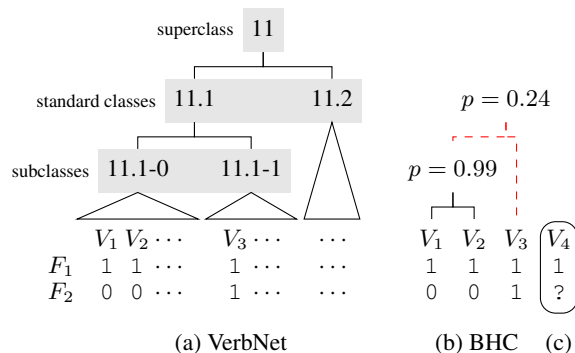 superclass 11
standard classes 11.1 11.2 p = 0.24
subclasses 11.1-0 11.1-1 p = 0.99
V1 V2 ··· V3 ··· ··· V1 V2 V3 V4
F1 1 1 ··· 1 ··· ··· 1 1 1 1
F2 0 0 ··· 1 ··· ··· 0 0 1 ?
(a) VerbNet (b) BHC (c)